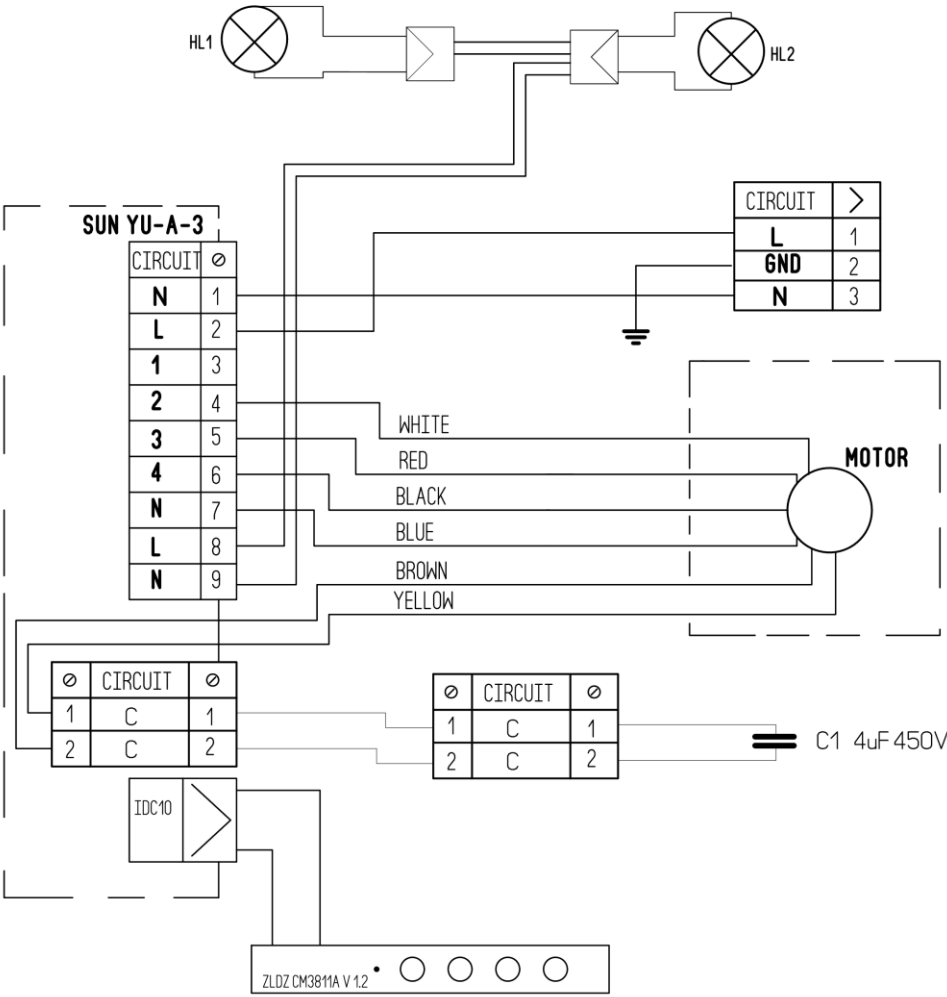 HL1
HL2
CIRCUIT
L 1
GND 2
N 3
SUN YU-A-3
CIRCUIT
N 1
L 2
1 3
2 4
3 5
4 6
N 7
L 8
N 9
WHITE
RED
BLACK
BLUE
BROWN
YELLOW
MOTOR
CIRCUIT
1 C 1
2 C 2
CIRCUIT
1 C 1
2 C 2
C1 4uF 450V
IDC10
ZLDZ CM3811A V 1.2